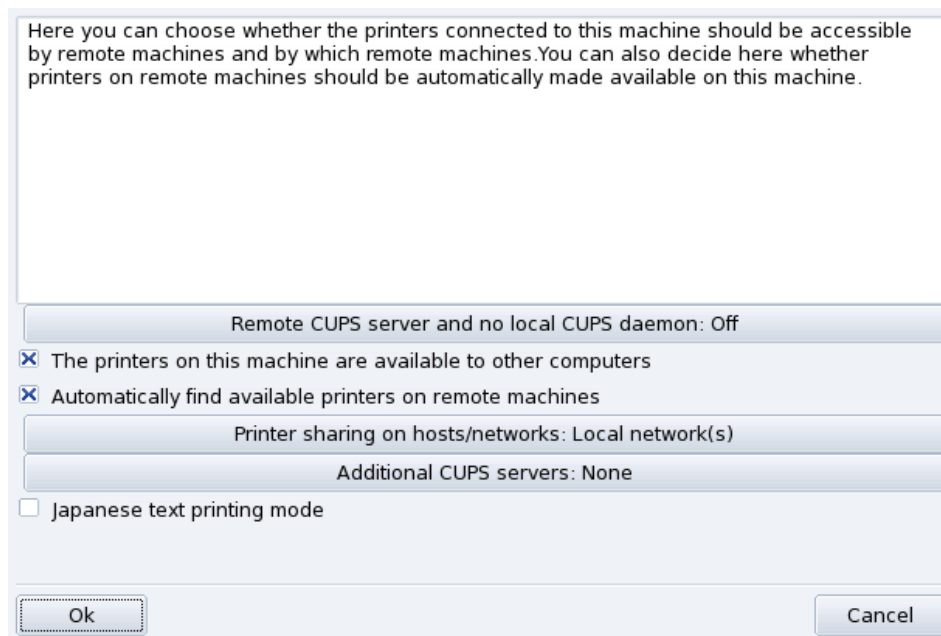 Here you can choose whether the printers connected to this machine should be accessible
by remote machines and by which remote machines.You can also decide here whether
printers on remote machines should be automatically made available on this machine.
Remote CUPS server and no local CUPS daemon: Off
The printers on this machine are available to other computers
Automatically find available printers on remote machines
Printer sharing on hosts/networks: Local network(s)
Additional CUPS servers: None
Japanese text printing mode
Ok
Cancel